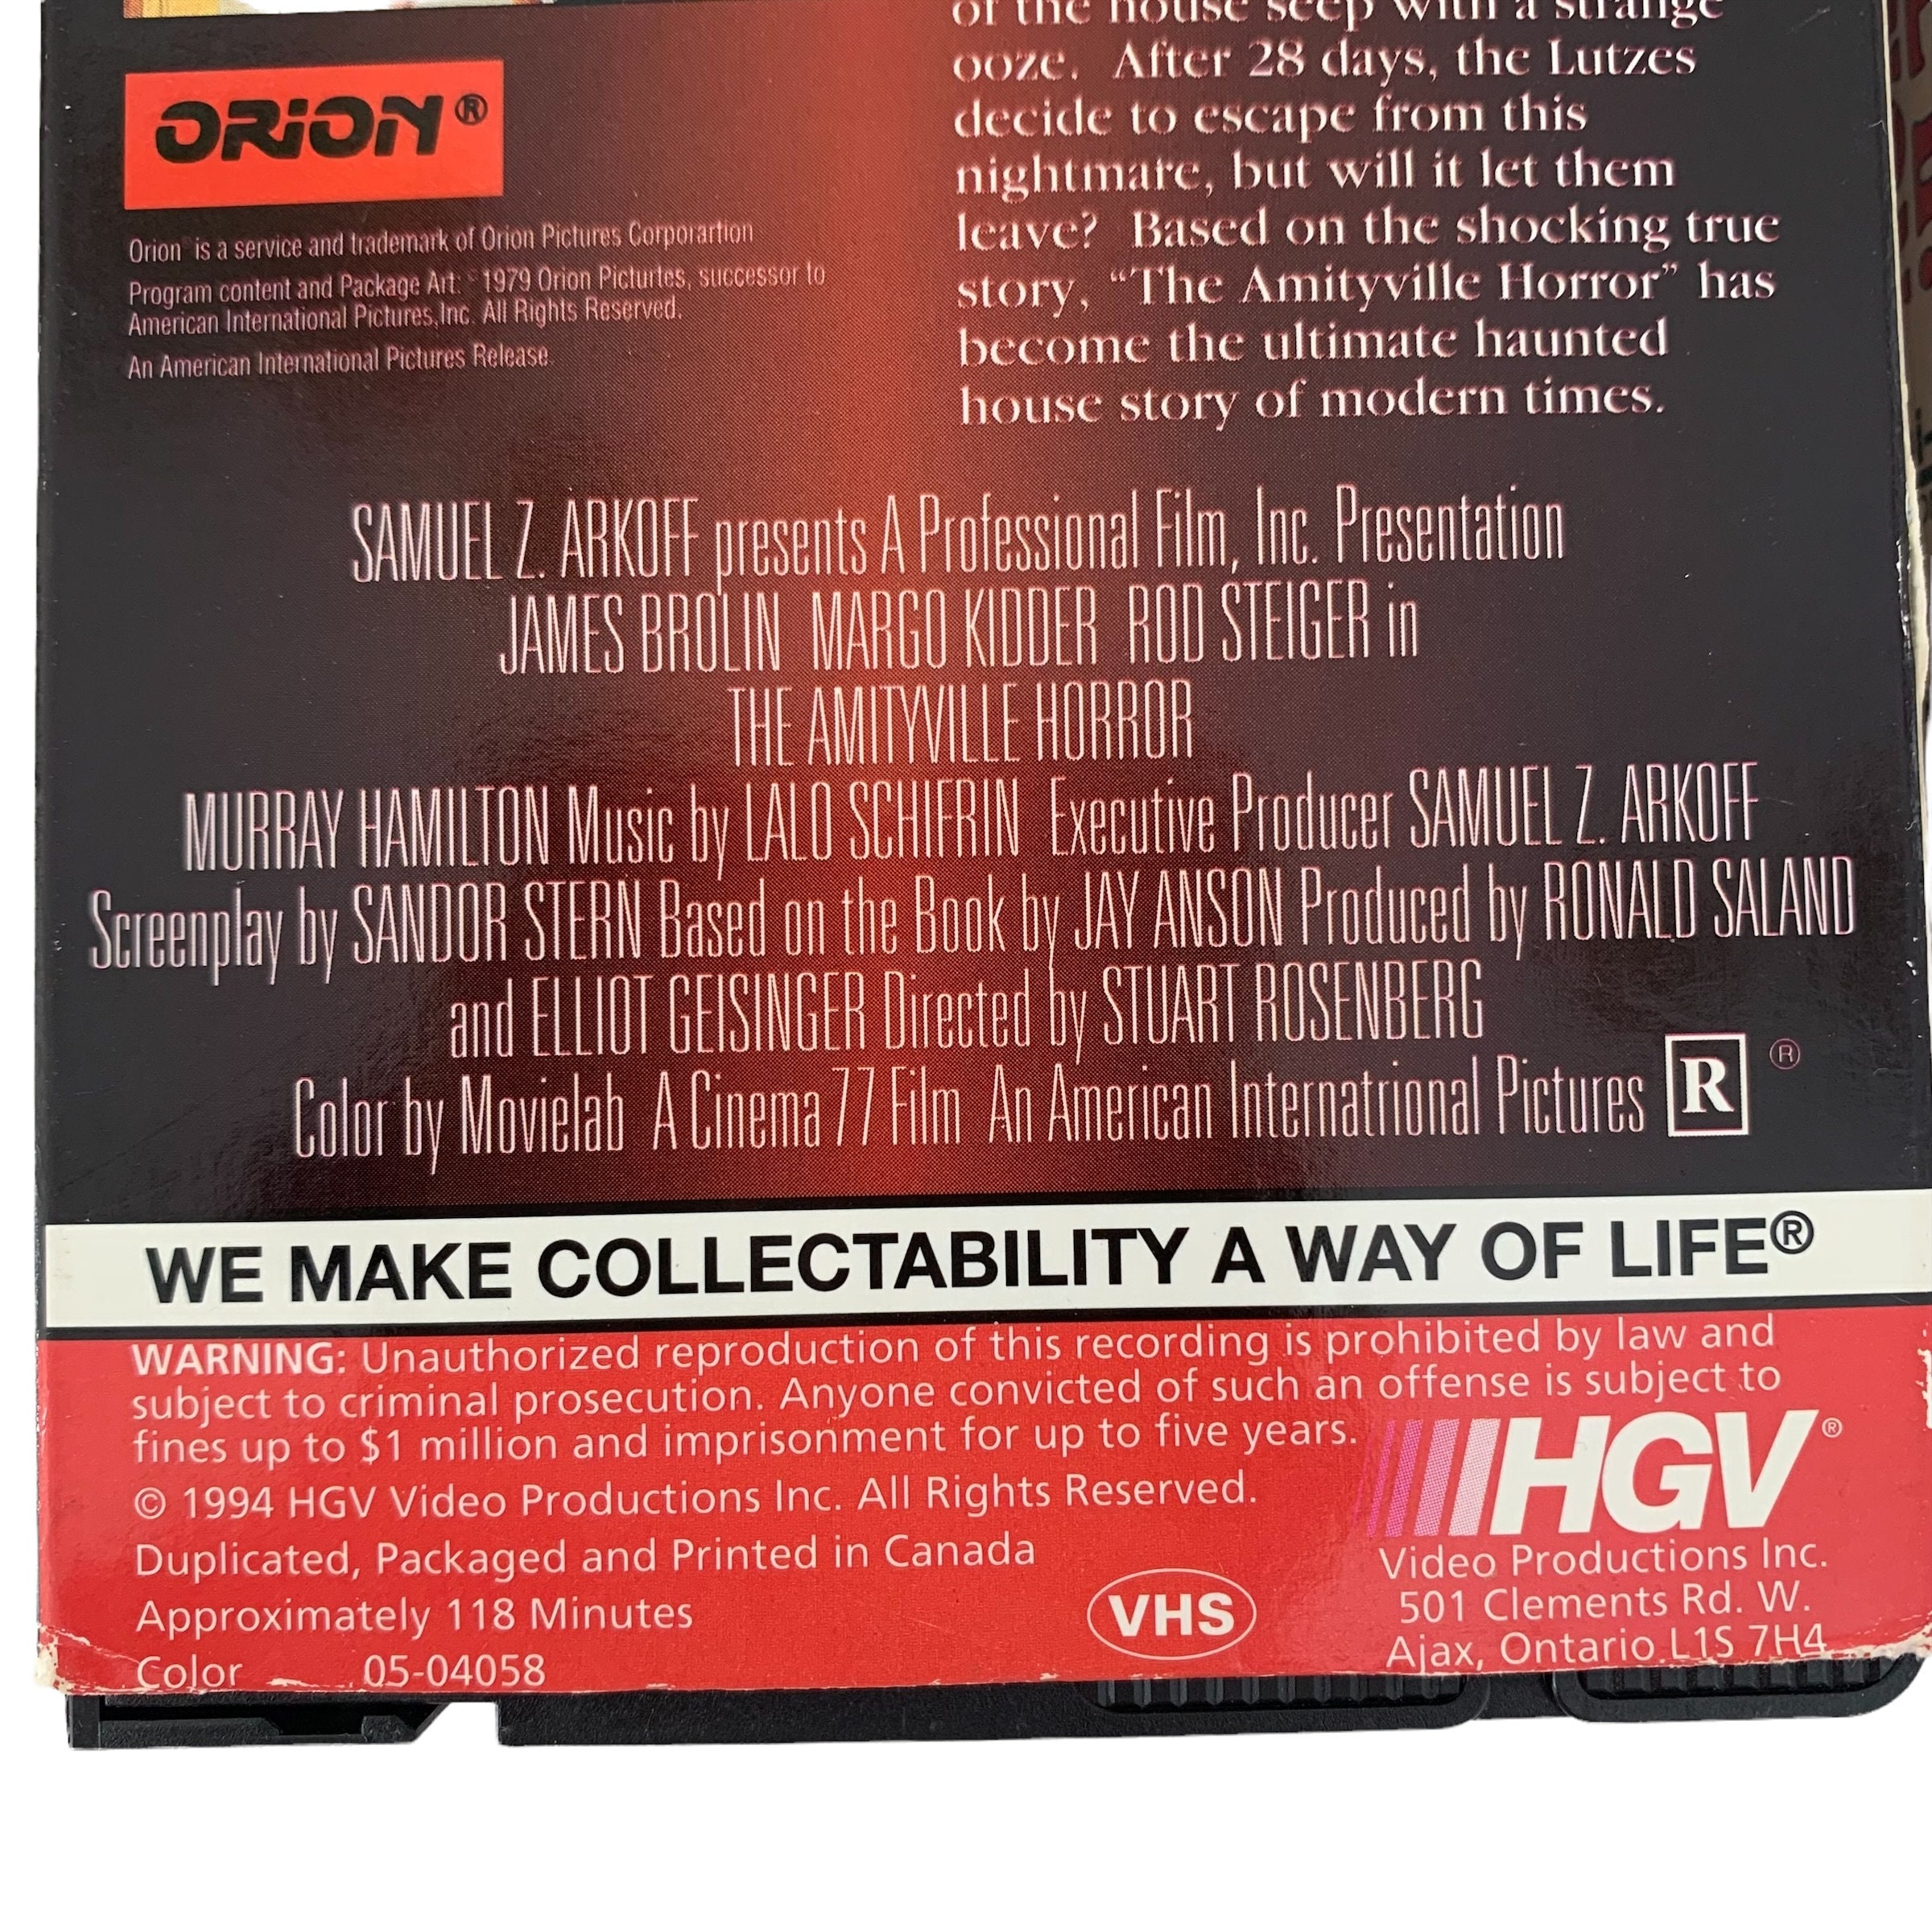 ORION®
Orion® is a service and trademark of Orion Pictures Corporartion
Program content and Package Art: © 1979 Orion Picturtes, successor to
American International Pictures,Inc. All Rights Reserved.
An American International Pictures Release.
of the house seep with a strange
ooze. After 28 days, the Lutzes
decide to escape from this
nightmare, but will it let them
leave? Based on the shocking true
story, “The Amityville Horror” has
become the ultimate haunted
house story of modern times.
SAMUEL Z. ARKOFF presents A Professional Film, Inc. Presentation
JAMES BROLIN MARGO KIDDER ROD STEIGER in
THE AMITYVILLE HORROR
MURRAY HAMILTON Music by LALO SCHIFRIN Executive Producer SAMUEL Z. ARKOFF
Screenplay by SANDOR STERN Based on the Book by JAY ANSON Produced by RONALD SALAND
and ELLIOT GEISINGER Directed by STUART ROSENBERG
Color by Movielab A Cinema 77 Film An American Internatrional Pictures R ®
WE MAKE COLLECTABILITY A WAY OF LIFE®
WARNING: Unauthorized reproduction of this recording is prohibited by law and
subject to criminal prosecution. Anyone convicted of such an offense is subject to
fines up to $1 million and imprisonment for up to five years.
© 1994 HGV Video Productions Inc. All Rights Reserved.
Duplicated, Packaged and Printed in Canada
Approximately 118 Minutes
Color 05-04058
VHS
HGV®
Video Productions Inc.
501 Clements Rd. W.
Ajax, Ontario L1S 7H4